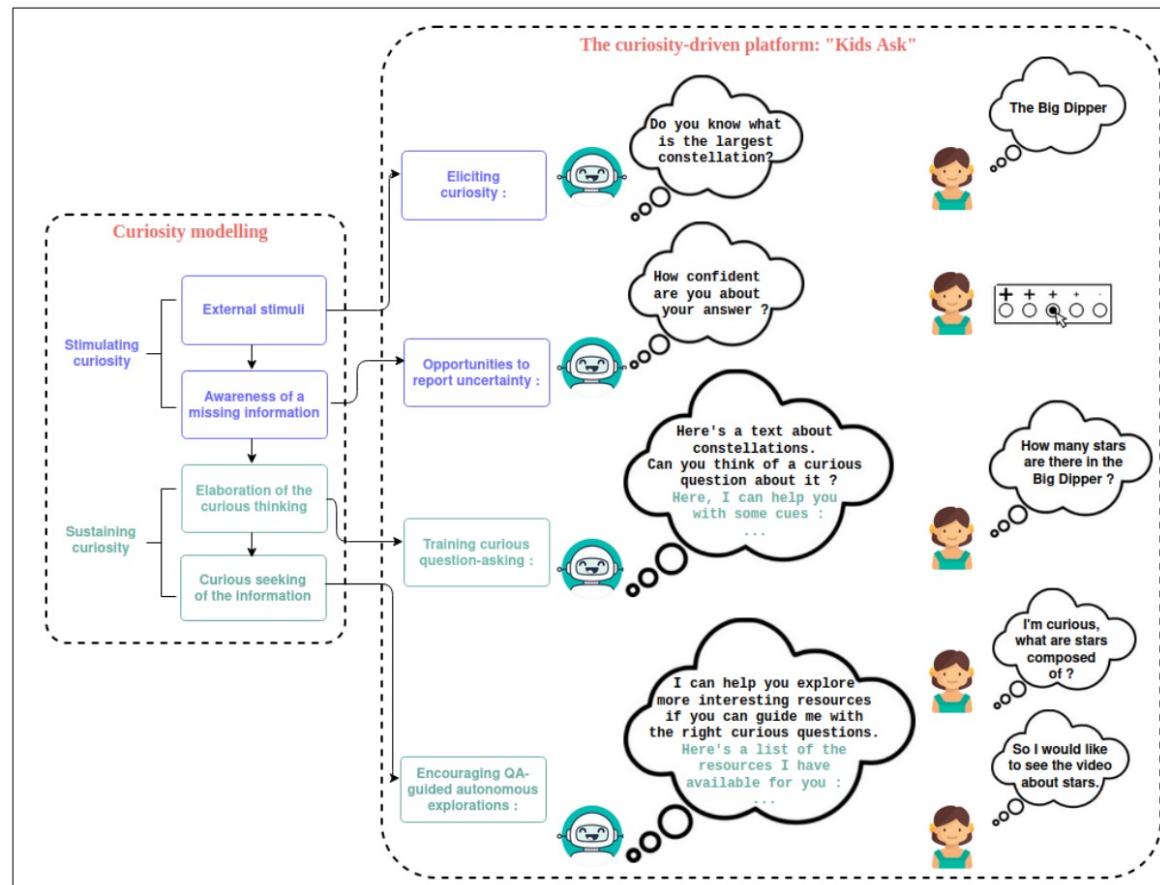 The curiosity-driven platform: "Kids Ask"
Curiosity modelling
Stimulating
curiosity
External stimuli
Awareness of a
missing information
Sustaining
curiosity
Elaboration of the
curious thinking
Curious seeking
of the information
Eliciting
curiosity :
Do you know what
is the largest
constellation?
The Big Dipper
Opportunities to
report uncertainty :
How confident
are you about
your answer ?
+ + + + .
Training curious
question-asking :
Here's a text about
constellations.
Can you think of a curious
question about it ?
Here, I can help you
with some cues :
...
How many stars
are there in the
Big Dipper ?
Encouraging QA-
guided autonomous
explorations :
I can help you explore
more interesting resources
if you can guide me with
the right curious questions.
Here's a list of the
resources I have
available for you :
...
I'm curious,
what are stars
composed
of ?
So I would like
to see the video
about stars.